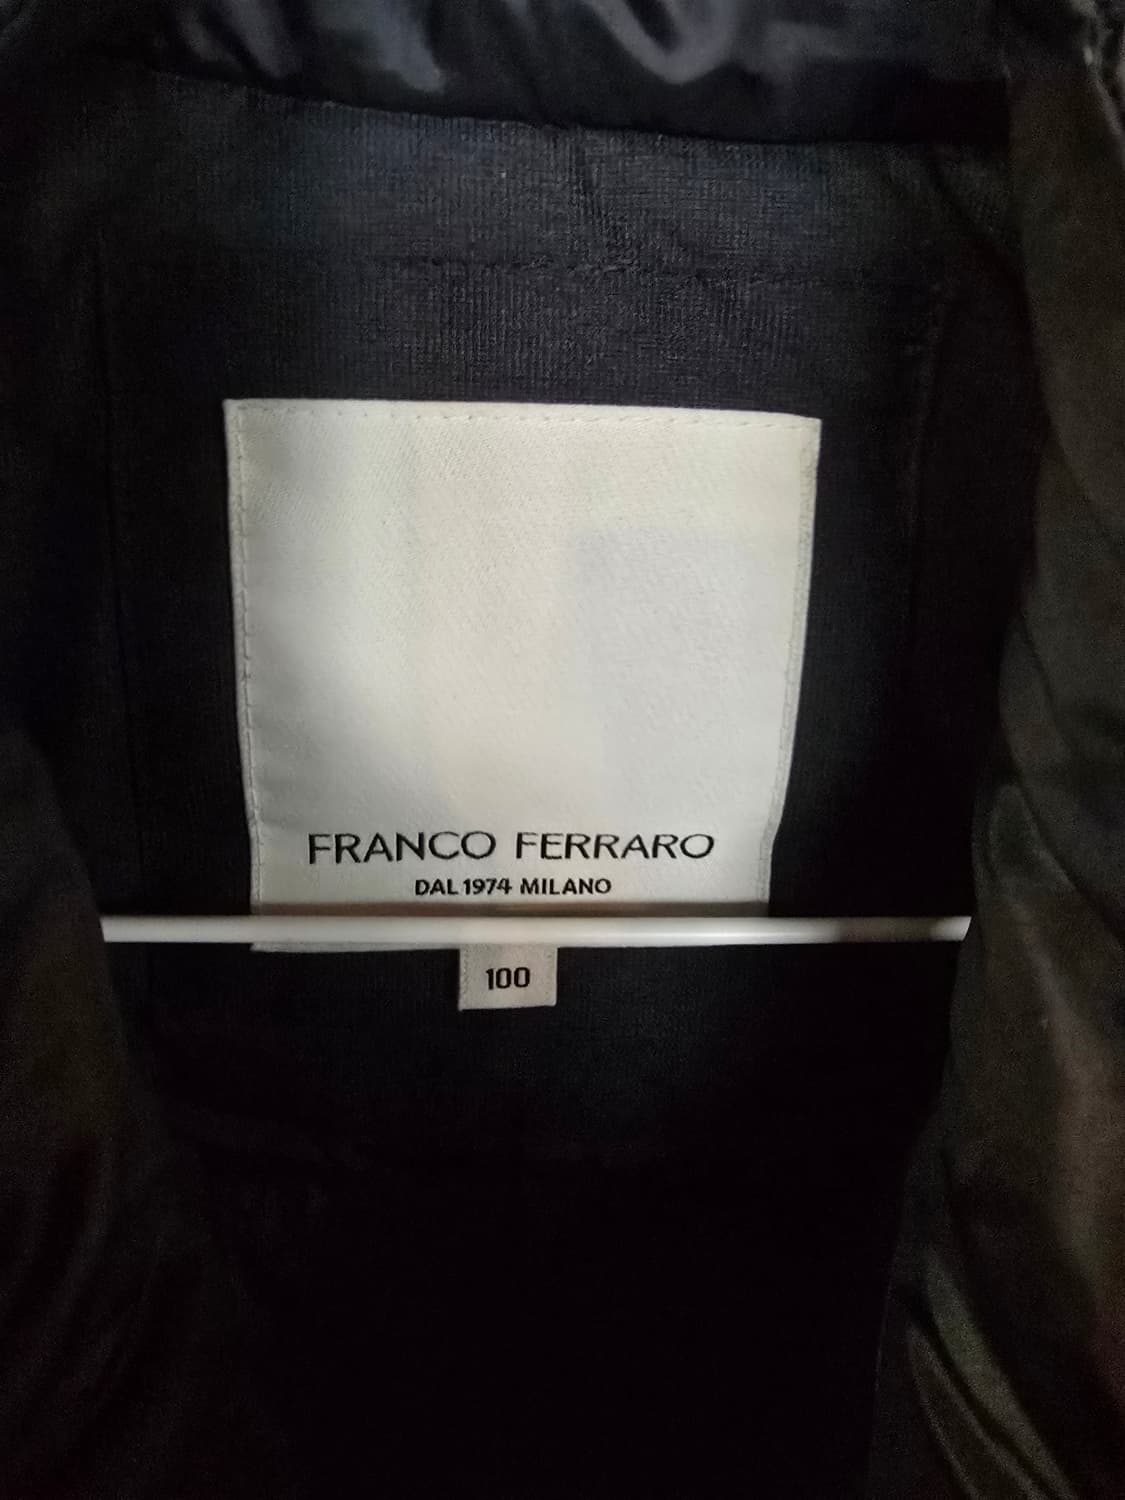 FRANCO FERRARO
DAL 1974 MILANO
100